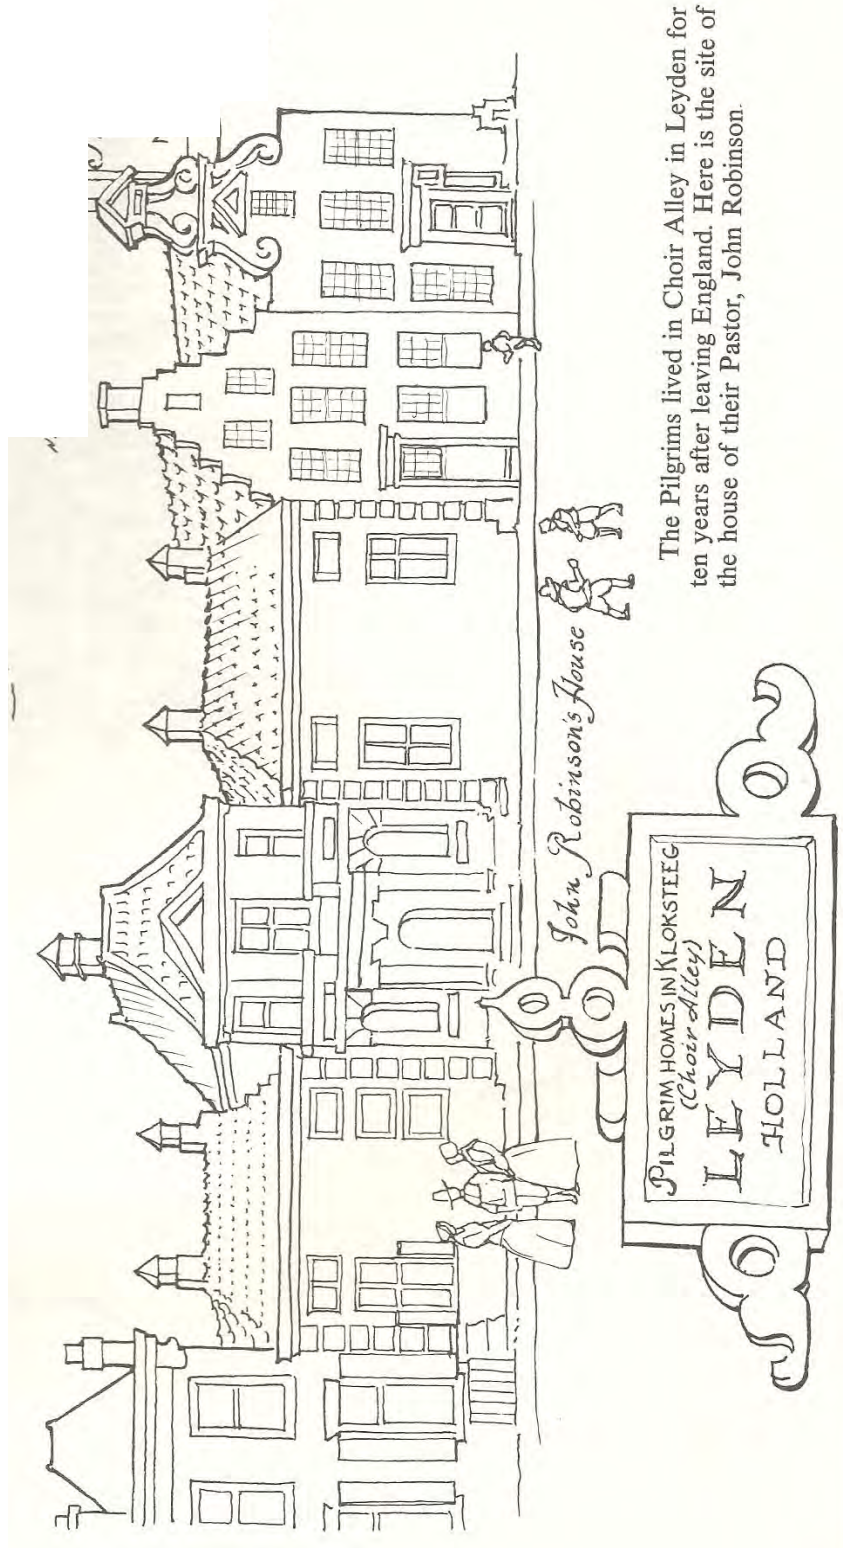 John Robinson's House
PILGRIM HOMES IN KLOKSTEEG
(Choir Alley)
LEYDEN
HOLLAND
The Pilgrims lived in Choir Alley in Leyden for
ten years after leaving England. Here is the site of
the house of their Pastor, John Robinson.